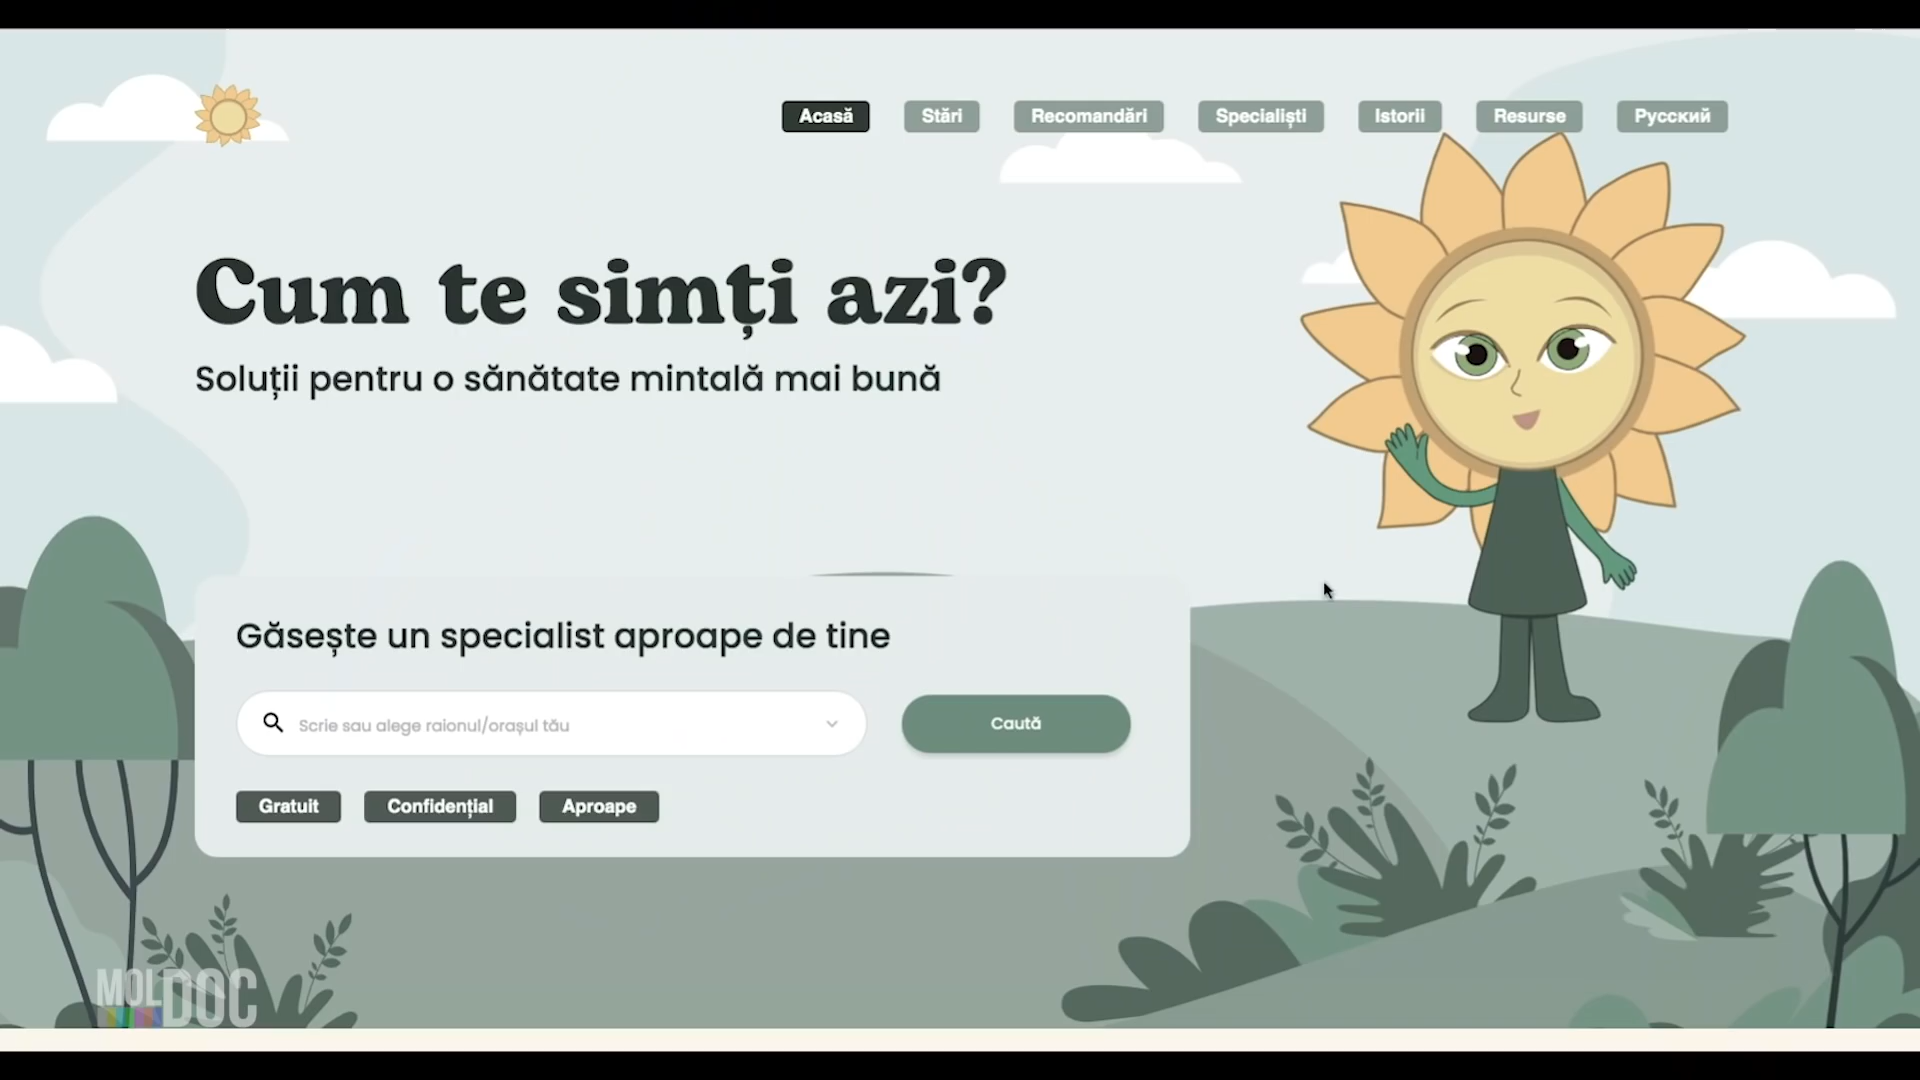 Acasă
Stări
Recomandări
Specialiști
Istorii
Resurse
Русский
Cum te simți azi?
Soluții pentru o sănătate mintală mai bună
Găsește un specialist aproape de tine
Scrie sau alege raionul/orașul tău
Caută
Gratuit
Confidențial
Aproape
MOLDOC